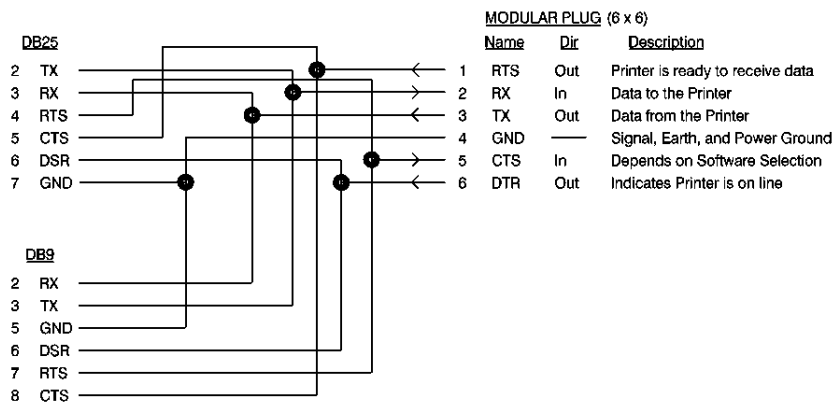 MODULAR PLUG (6 x 6)
DB25
Name Dir Description
2 TX
3 RX
4 RTS
5 CTS
6 DSR
7 GND
1 RTS Out Printer is ready to receive data
2 RX In Data to the Printer
3 TX Out Data from the Printer
4 GND Signal, Earth, and Power Ground
5 CTS In Depends on Software Selection
6 DTR Out Indicates Printer is on line
DB9
2 RX
3 TX
5 GND
6 DSR
7 RTS
8 CTS